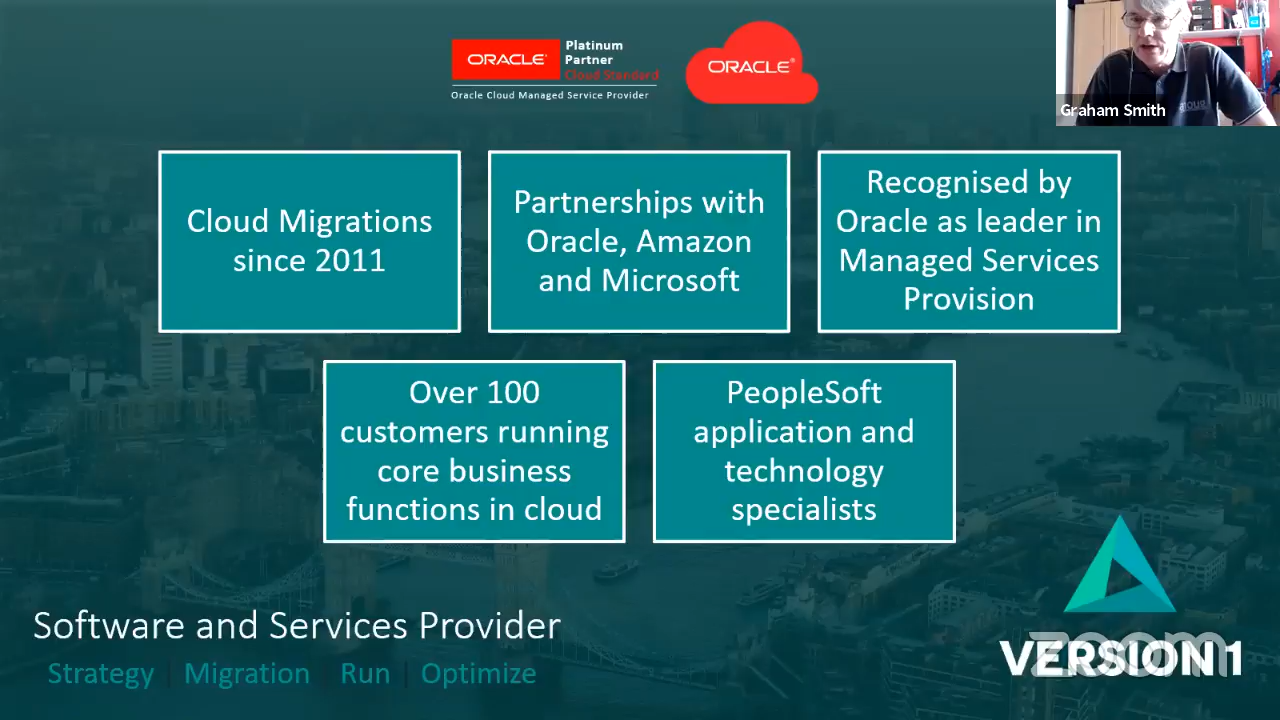 ORACLE
Platinum
Partner
Cloud Standard
Oracle Cloud Managed Service Provider
ORACLE
Graham Smith
Cloud Migrations
since 2011
Partnerships with
Oracle, Amazon
and Microsoft
Recognised by
Oracle as leader in
Managed Services
Provision
Over 100
customers running
core business
functions in cloud
PeopleSoft
application and
technology
specialists
Software and Services Provider
Strategy | Migration | Run | Optimize
VERSION 1
zoom